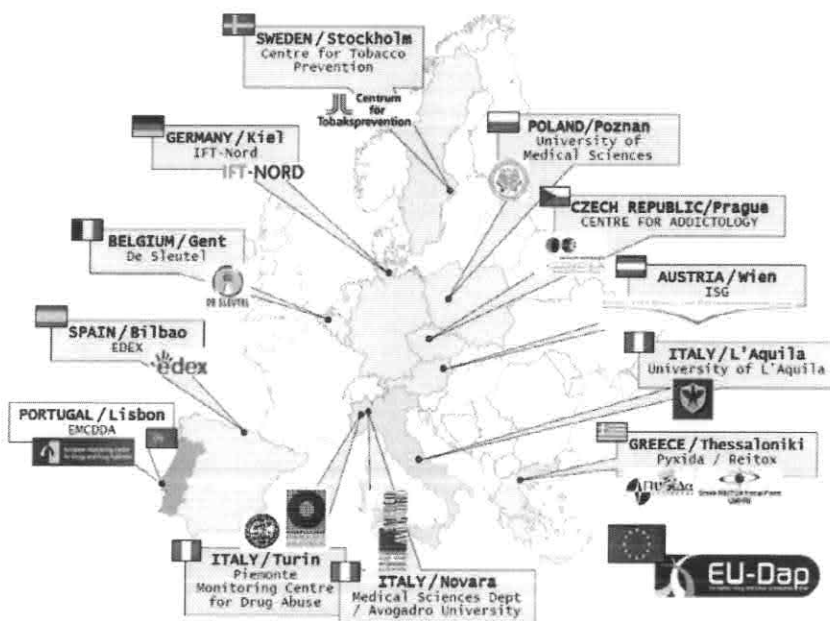 SWEDEN/Stockholm
Centre for Tobacco
Prevention
Centrum
för
Tobaksprevention
GERMANY/Kiel
IFT-Nord
IFT-NORD
POLAND/Poznan
University of
Medical Sciences
CZECH REPUBLIC/Prague
CENTRE FOR ADDICTOLOGY
BELGIUM/Gent
De Sleutel
DE SLEUTEL
AUSTRIA/Wien
ISG
SPAIN/Bilbao
EDEX
edex
ITALY/L'Aquila
University of L'Aquila
PORTUGAL/Lisbon
EMCDDA
GREECE/Thessaloniki
Pyxida / Reitox
ITALY/Turin
Piemonte
Monitoring Centre
for Drug Abuse
ITALY/Novara
Medical Sciences Dept
/ Avogadro University
EU-Dap